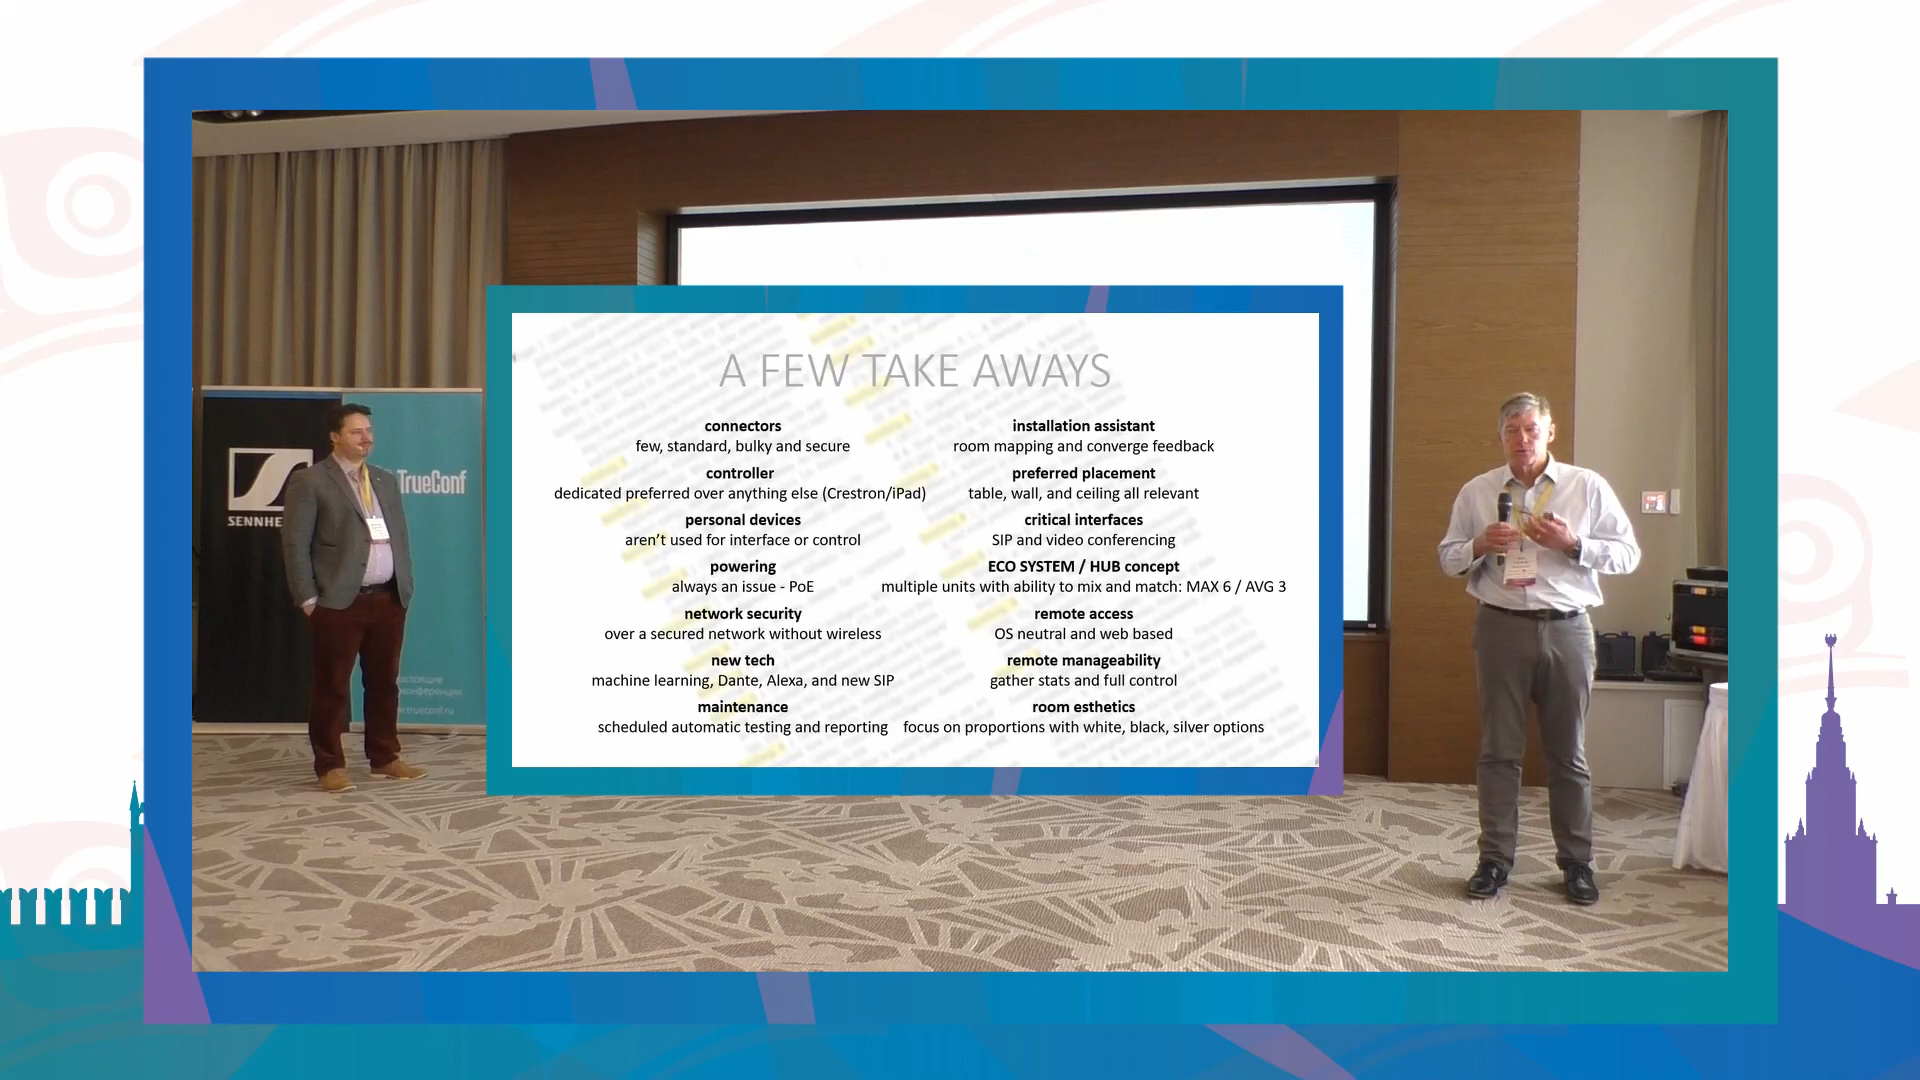 A FEW TAKE AWAYS
connectors
few, standard, bulky and secure
controller
dedicated preferred over anything else (Crestron/iPad)
personal devices
aren't used for interface or control
powering
always an issue - PoE
network security
over a secured network without wireless
new tech
machine learning, Dante, Alexa, and new SIP
maintenance
scheduled automatic testing and reporting
installation assistant
room mapping and converge feedback
preferred placement
table, wall, and ceiling all relevant
critical interfaces
SIP and video conferencing
ECO SYSTEM / HUB concept
multiple units with ability to mix and match: MAX 6 / AVG 3
remote access
OS neutral and web based
remote manageability
gather stats and full control
room esthetics
focus on proportions with white, black, silver options
SENNHE
TrueConf